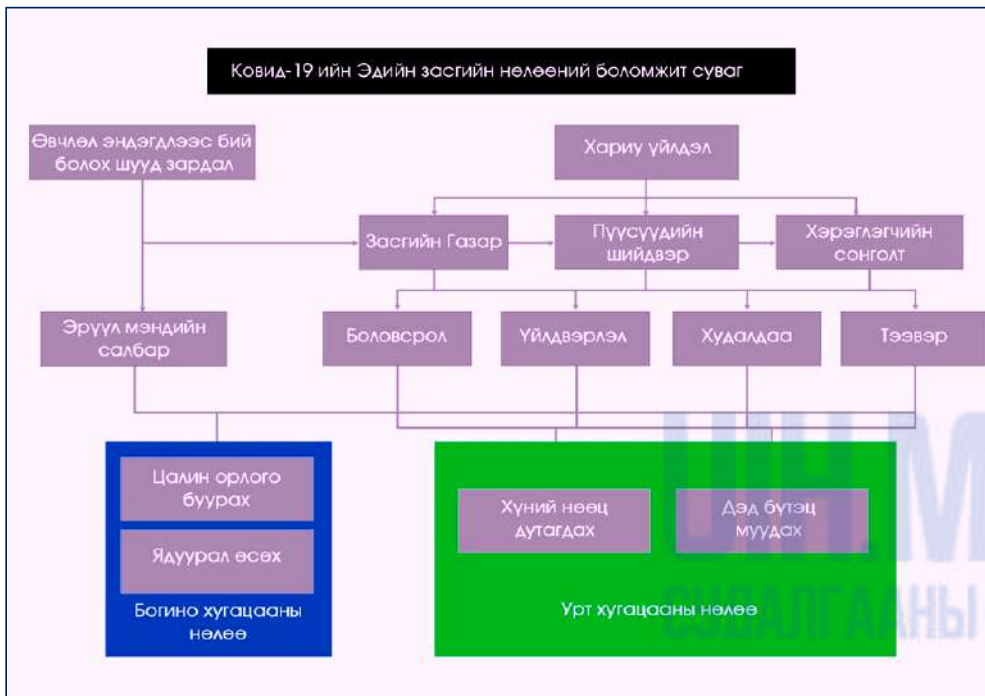 Ковид-19 ийн Эдийн засгийн нөлөөний боломжит суваг
Өвчлөл эндэгдлээс бий
болох шууд зардал
Хариу үйлдэл
Засгийн Газар
Пүүсүүдийн
шийдвэр
Хэрэглэгчийн
сонголт
Эрүүл мэндийн
салбар
Боловсрол
Үйлдвэрлэл
Худалдаа
Тээвэр
Цалин орлого
буурах
Ядуурал өсөх
Богино хугацааны
нөлөө
Хүний нөөц
дутагдах
Дэд бүтэц
муудах
Урт хугацааны нөлөө
СУДАЛГААНЫ